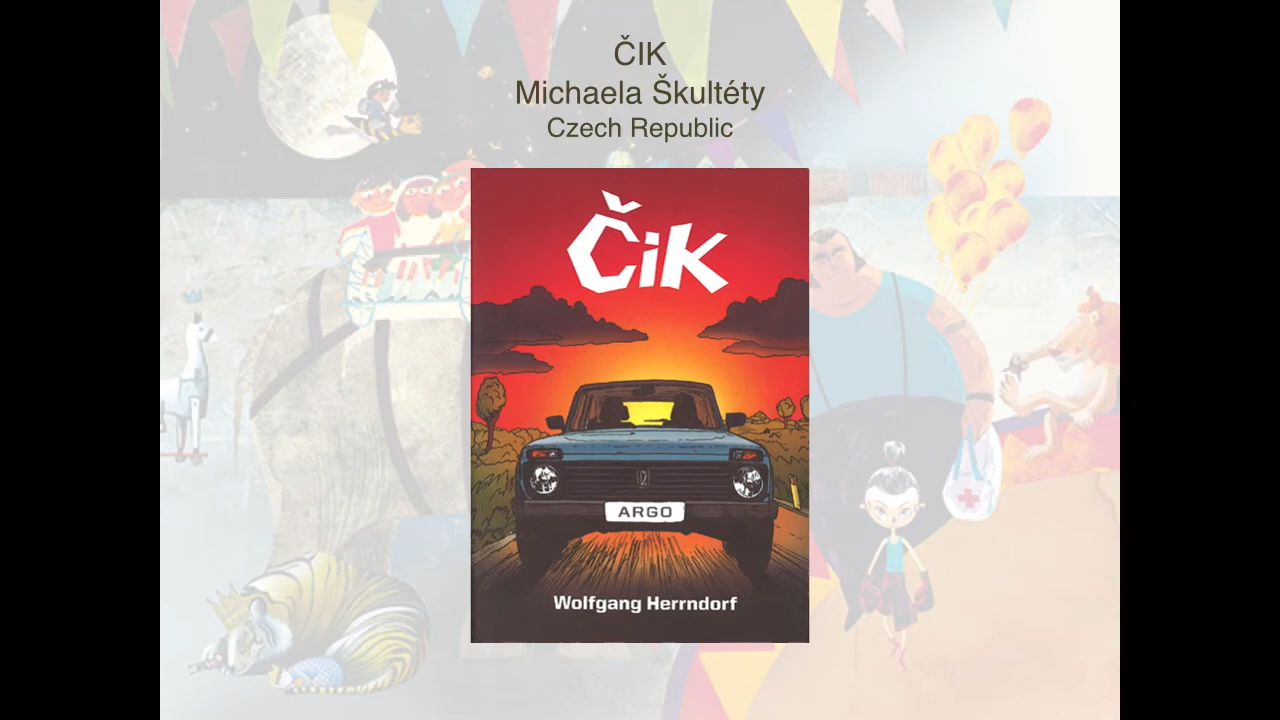 ČIK
Michaela Škultéty
Czech Republic
Čik
ARGO
Wolfgang Herrndorf